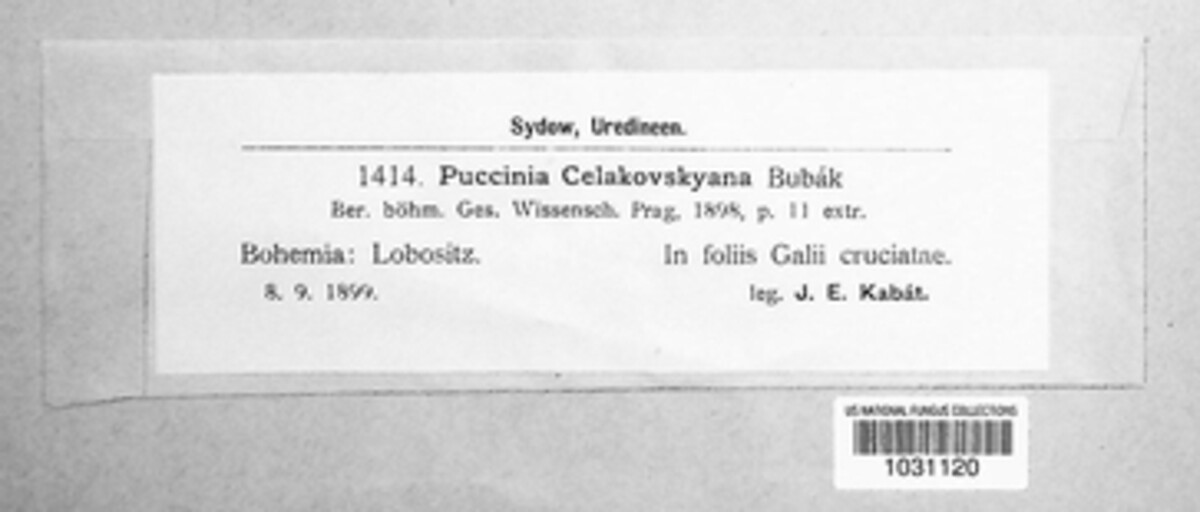 Sydow, Uredineen.
1414. Puccinia Celakovskyana Bubák
Ber. böhm. Ges. Wissensch. Prag, 1898, p. 11 extr.
Bohemia: Lobositz.
In foliis Galii cruciatae.
8. 9. 1899.
leg. J. E. Kabát.
US NATIONAL FUNGUS COLLECTIONS
1031120